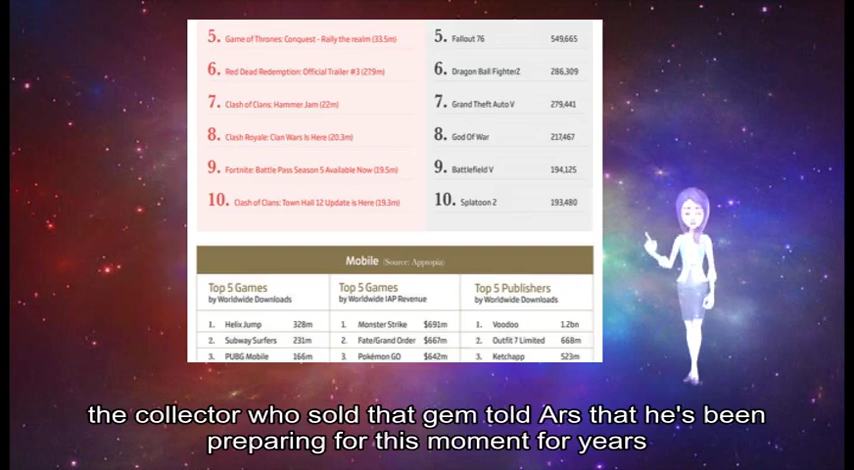 5. Game of Thrones: Conquest - Rally the realm (33.5m)
6. Red Dead Redemption: Official Trailer #3 (27.9m)
7. Clash of Clans: Hammer Jam (22m)
8. Clash Royale: Clan Wars Is Here (20.3m)
9. Fortnite: Battle Pass Season 5 Available Now (19.5m)
10. Clash of Clans: Town Hall 12 Update is Here (19.3m)
5. Fallout 76 549,665
6. Dragon Ball FighterZ 286,309
7. Grand Theft Auto V 279,441
8. God Of War 217,467
9. Battlefield V 194,125
10. Splatoon 2 193,480
Mobile (Source: Apptopia)
Top 5 Games
by Worldwide Downloads
1. Helix Jump 328m
2. Subway Surfers 231m
3. PUBG Mobile 166m
Top 5 Games
by Worldwide IAP Revenue
1. Monster Strike $691m
2. Fate/Grand Order $667m
3. Pokémon GO $642m
Top 5 Publishers
by Worldwide Downloads
1. Voodoo 1.2bn
2. Outfit 7 Limited 668m
3. Ketchapp 523m
the collector who sold that gem told Ars that he's been
preparing for this moment for years